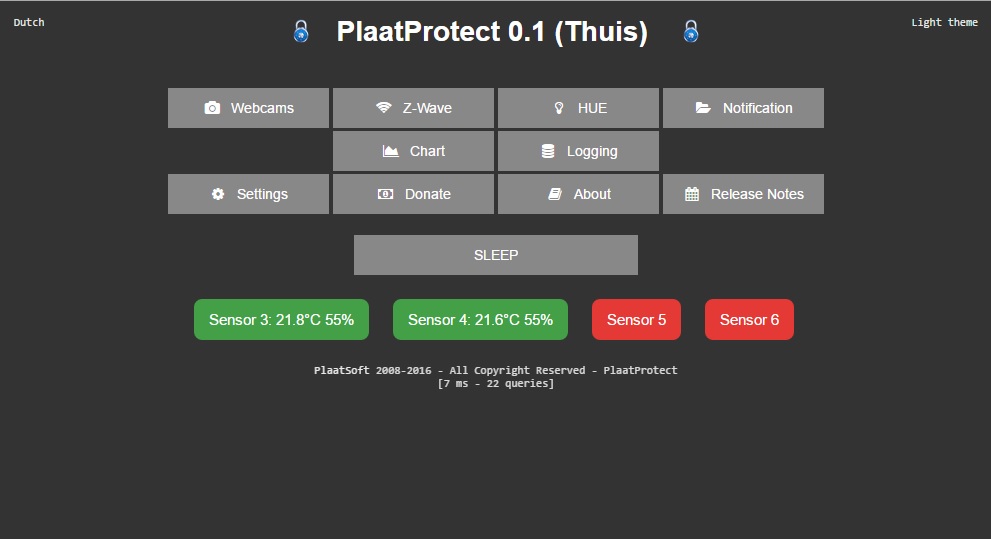 Dutch
PlaatProtect 0.1 (Thuis)
Light theme
Webcams
Z-Wave
HUE
Notification
Chart
Logging
Settings
Donate
About
Release Notes
SLEEP
Sensor 3: 21.8°C 55%
Sensor 4: 21.6°C 55%
Sensor 5
Sensor 6
PlaatSoft 2008-2016 - All Copyright Reserved - PlaatProtect
[7 ms - 22 queries]